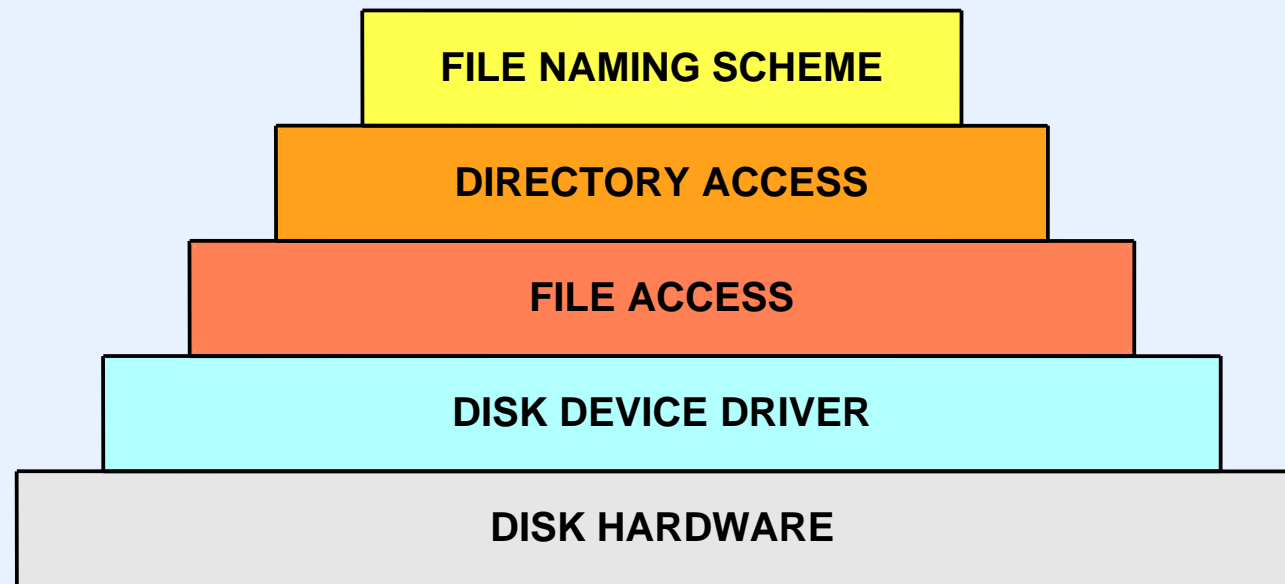 FILE NAMING SCHEME
DIRECTORY ACCESS
FILE ACCESS
DISK DEVICE DRIVER
DISK HARDWARE